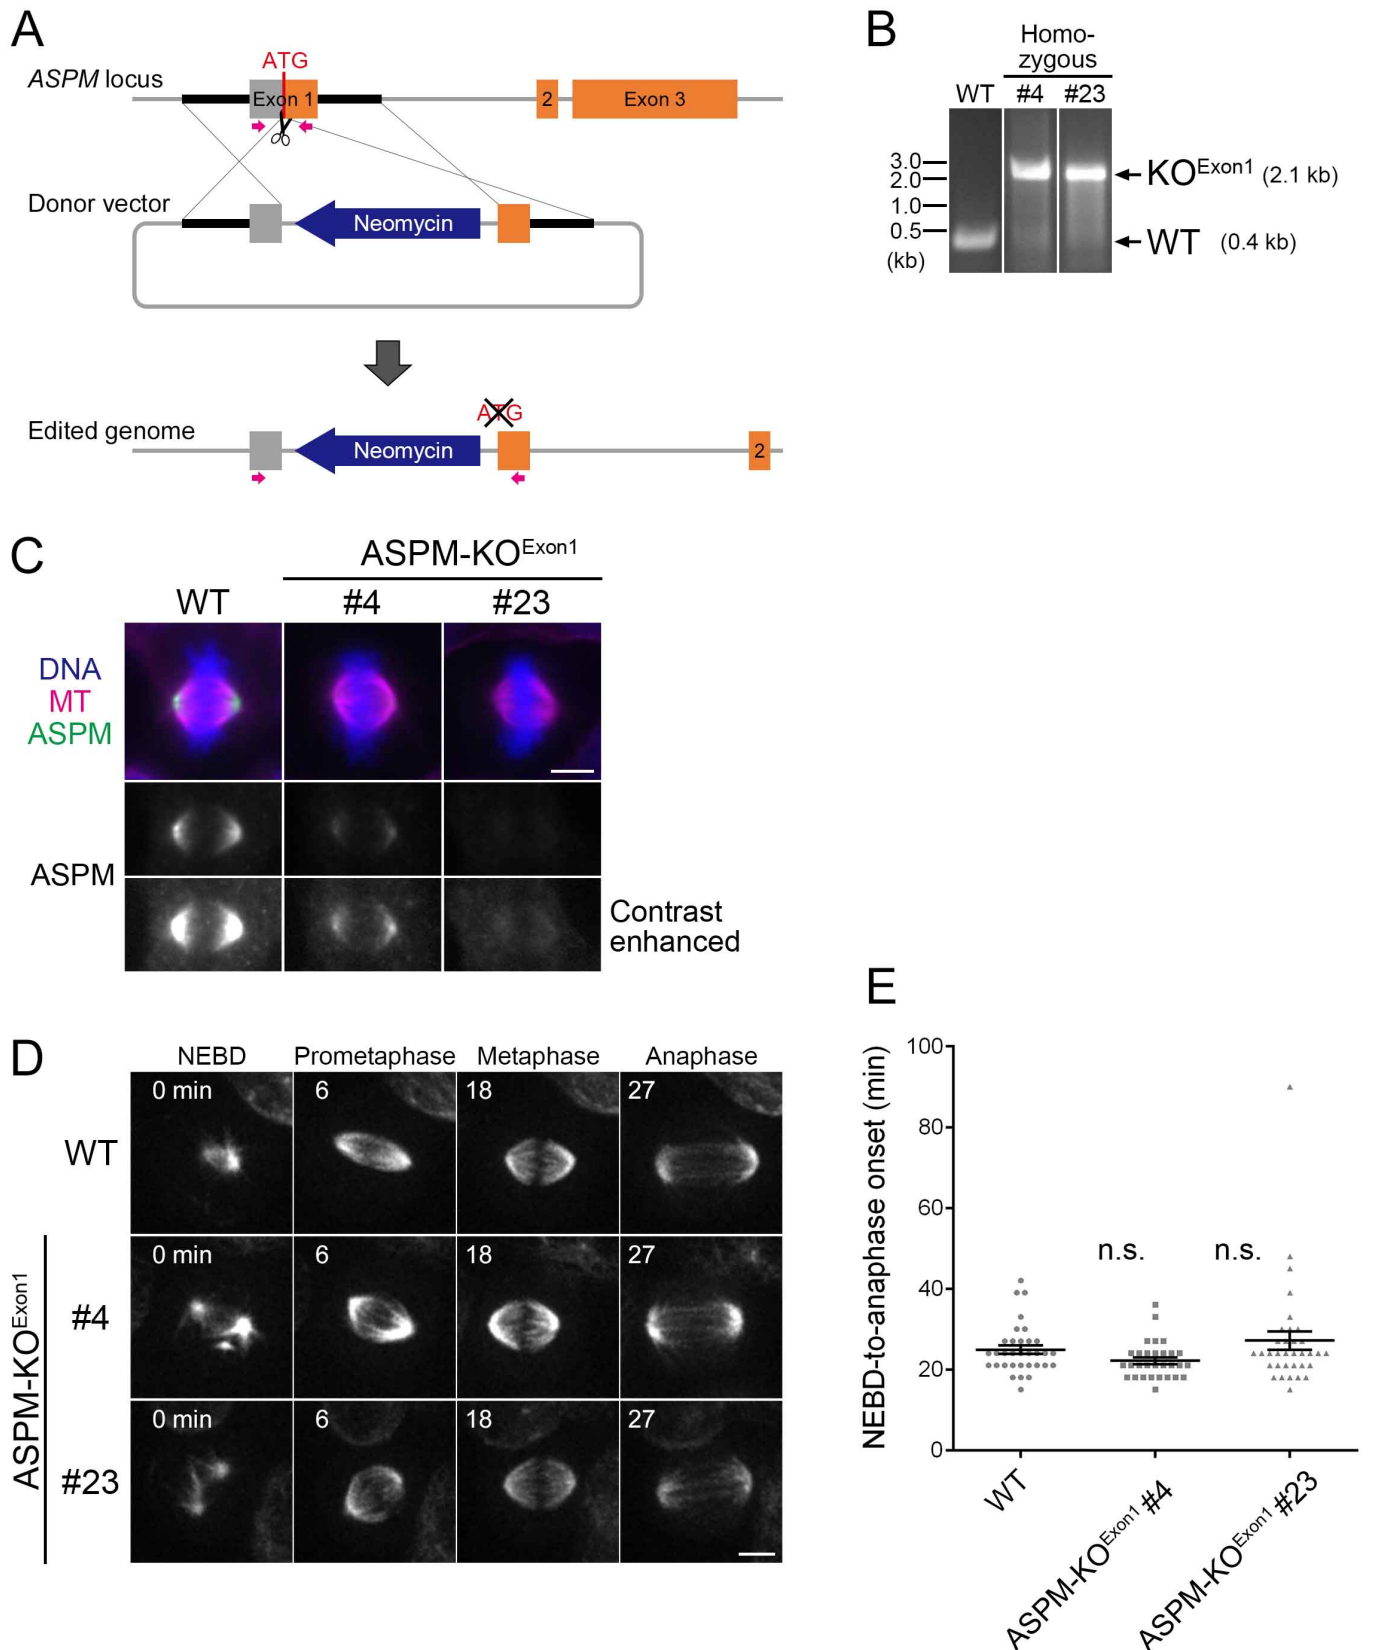 A
ATG
ASPM locus
Exon 1
2
Exon 3
Donor vector
Neomycin
ATG
Edited genome
Neomycin
2
B
Homo-
zygous
WT #4 #23
3.0
2.0
1.0
0.5
(kb)
KOExon1 (2.1 kb)
WT (0.4 kb)
C
ASPM-KOExon1
WT #4 #23
DNA
MT
ASPM
ASPM
Contrast
enhanced
D
NEBD Prometaphase Metaphase Anaphase
WT
0 min 6 18 27
ASPM-KOExon1
#4
0 min 6 18 27
#23
0 min 6 18 27
E
NEBD-to-anaphase onset (min)
100
80
60
40
20
0
n.s. n.s.
WT
ASPM-KOExon1 #4
ASPM-KOExon1 #23